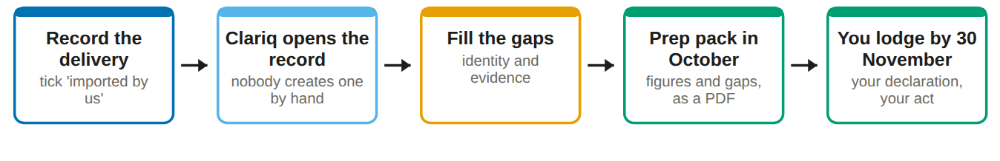 Record the
delivery
tick 'imported by
us'
Clariq opens the
record
nobody creates one
by hand
Fill the gaps
identity and
evidence
Prep pack in
October
figures and gaps,
as a PDF
You lodge by 30
November
your declaration,
your act